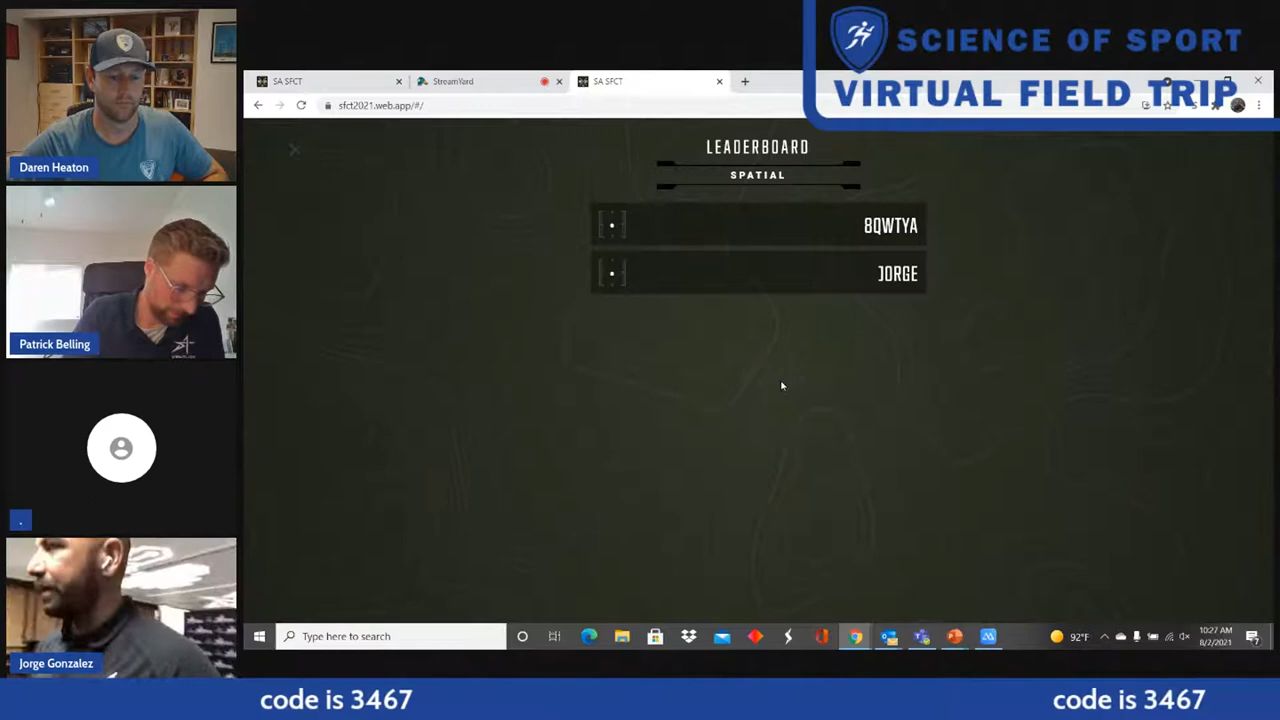 SCIENCE OF SPORT
VIRTUAL FIELD TRIP
SA SFCT
StreamYard
SA SFCT
sfct2021.web.app/#/
Daren Heaton
LEADERBOARD
SPATIAL
8QWTYA
JORGE
Patrick Belling
.
Jorge Gonzalez
Type here to search
92°F
10:27 AM
8/2/2021
code is 3467
code is 3467